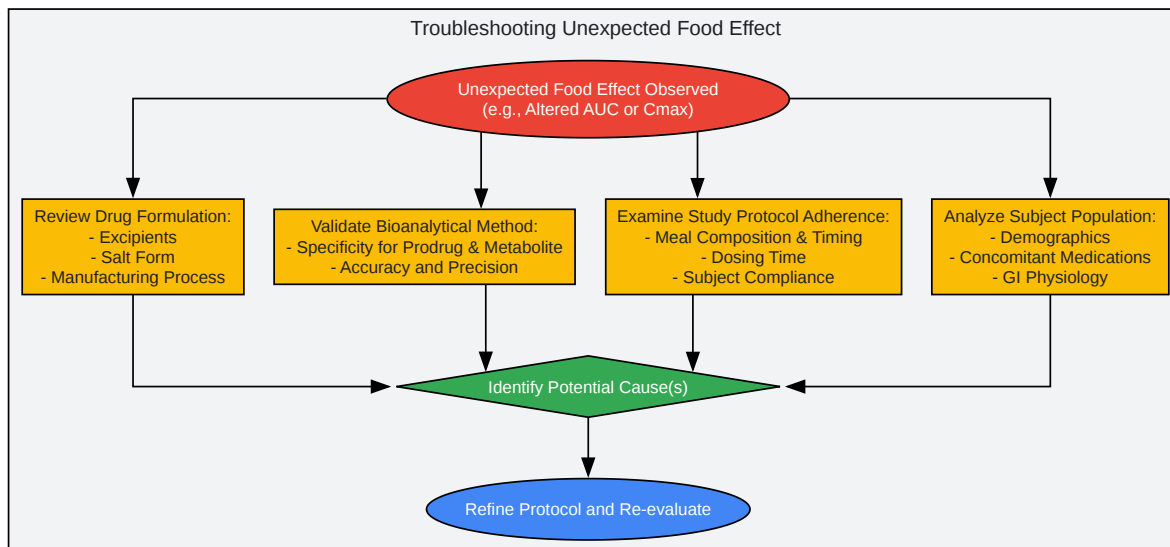 Troubleshooting Unexpected Food Effect
Unexpected Food Effect Observed
(e.g., Altered AUC or Cmax)
Review Drug Formulation:
- Excipients
- Salt Form
- Manufacturing Process
Validate Bioanalytical Method:
- Specificity for Prodrug & Metabolite
- Accuracy and Precision
Examine Study Protocol Adherence:
- Meal Composition & Timing
- Dosing Time
- Subject Compliance
Analyze Subject Population:
- Demographics
- Concomitant Medications
- GI Physiology
Identify Potential Cause(s)
Refine Protocol and Re-evaluate